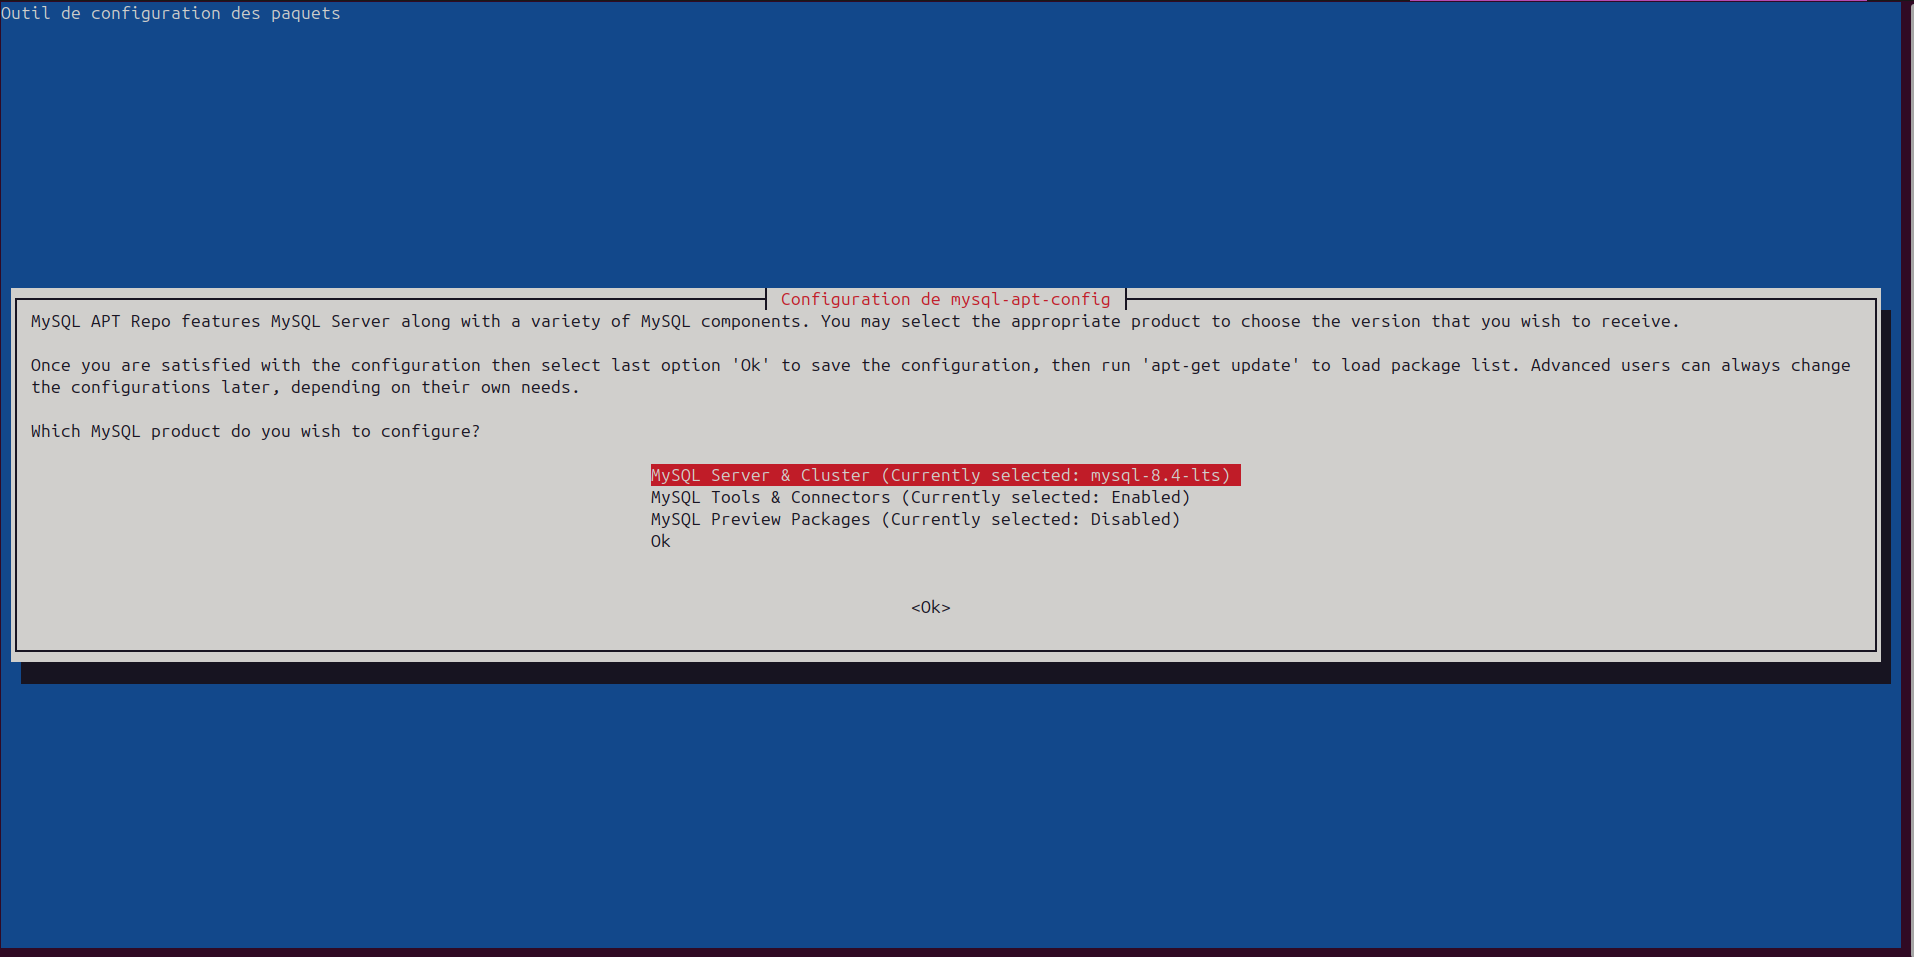 Outil de configuration des paquets
Configuration de mysql-apt-config
MySQL APT Repo features MySQL Server along with a variety of MySQL components. You may select the appropriate product to choose the version that you wish to receive.
Once you are satisfied with the configuration then select last option 'Ok' to save the configuration, then run 'apt-get update' to load package list. Advanced users can always change
the configurations later, depending on their own needs.
Which MySQL product do you wish to configure?
MySQL Server & Cluster (Currently selected: mysql-8.4-lts)
MySQL Tools & Connectors (Currently selected: Enabled)
MySQL Preview Packages (Currently selected: Disabled)
Ok
<Ok>